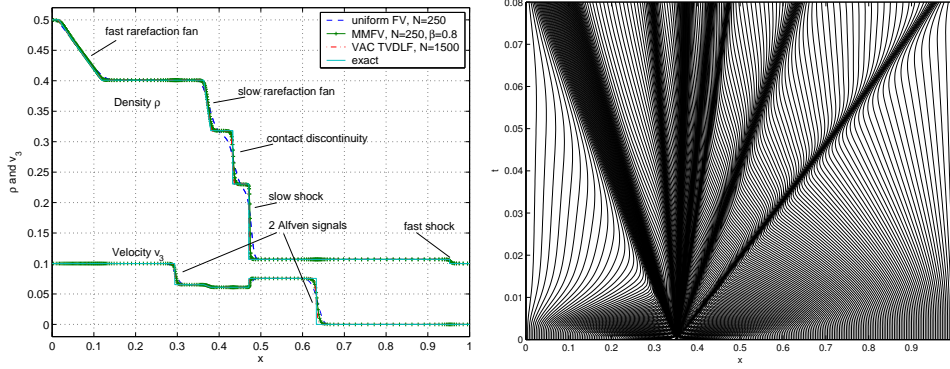 uniform FV, N=250
MMFV, N=250, β=0.8
VAC TVDLF, N=1500
exact
fast rarefaction fan
Density ρ
slow rarefaction fan
contact discontinuity
slow shock
2 Alfven signals
fast shock
Velocity v3
ρ and v3
0.5
0.45
0.4
0.35
0.3
0.25
0.2
0.15
0.1
0.05
0
0 0.1 0.2 0.3 0.4 0.5 0.6 0.7 0.8 0.9 1
x
t
0.08
0.07
0.06
0.05
0.04
0.03
0.02
0.01
0
0 0.1 0.2 0.3 0.4 0.5 0.6 0.7 0.8 0.9
x